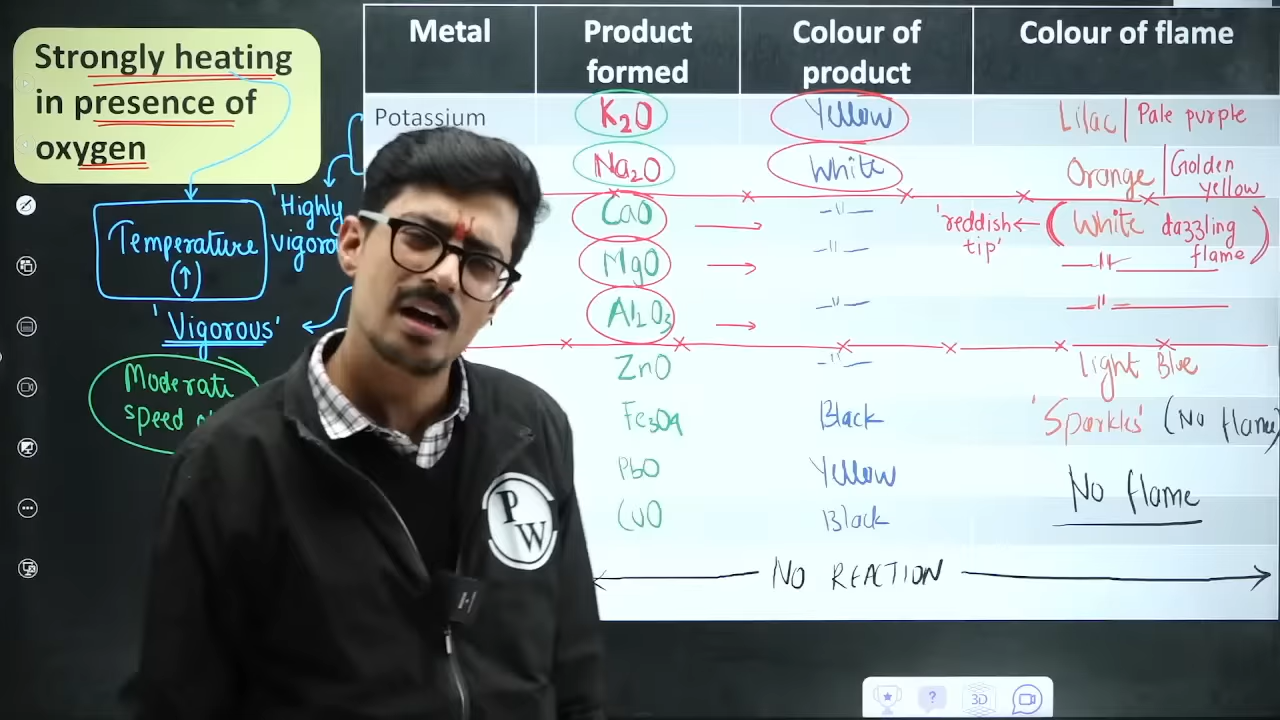 Strongly heating
in presence of
oxygen
Temperature
(↑)
'Highly
'Vigorous'
Moderate
speed
Metal
Product
formed
Colour of
product
Colour of flame
Potassium
K₂O
Yellow
Lilac | Pale purple
Na₂O
White
Orange | Golden
yellow
CaO
—"—
'reddish
tip'
(White dazzling
flame)
MgO
—"—
—"—
Al₂O₃
—"—
—"—
ZnO
—"—
light Blue
Fe₃O₄
Black
'Sparkles' (No flame)
PbO
Yellow
No flame
CuO
Black
NO REACTION
P
W
3D